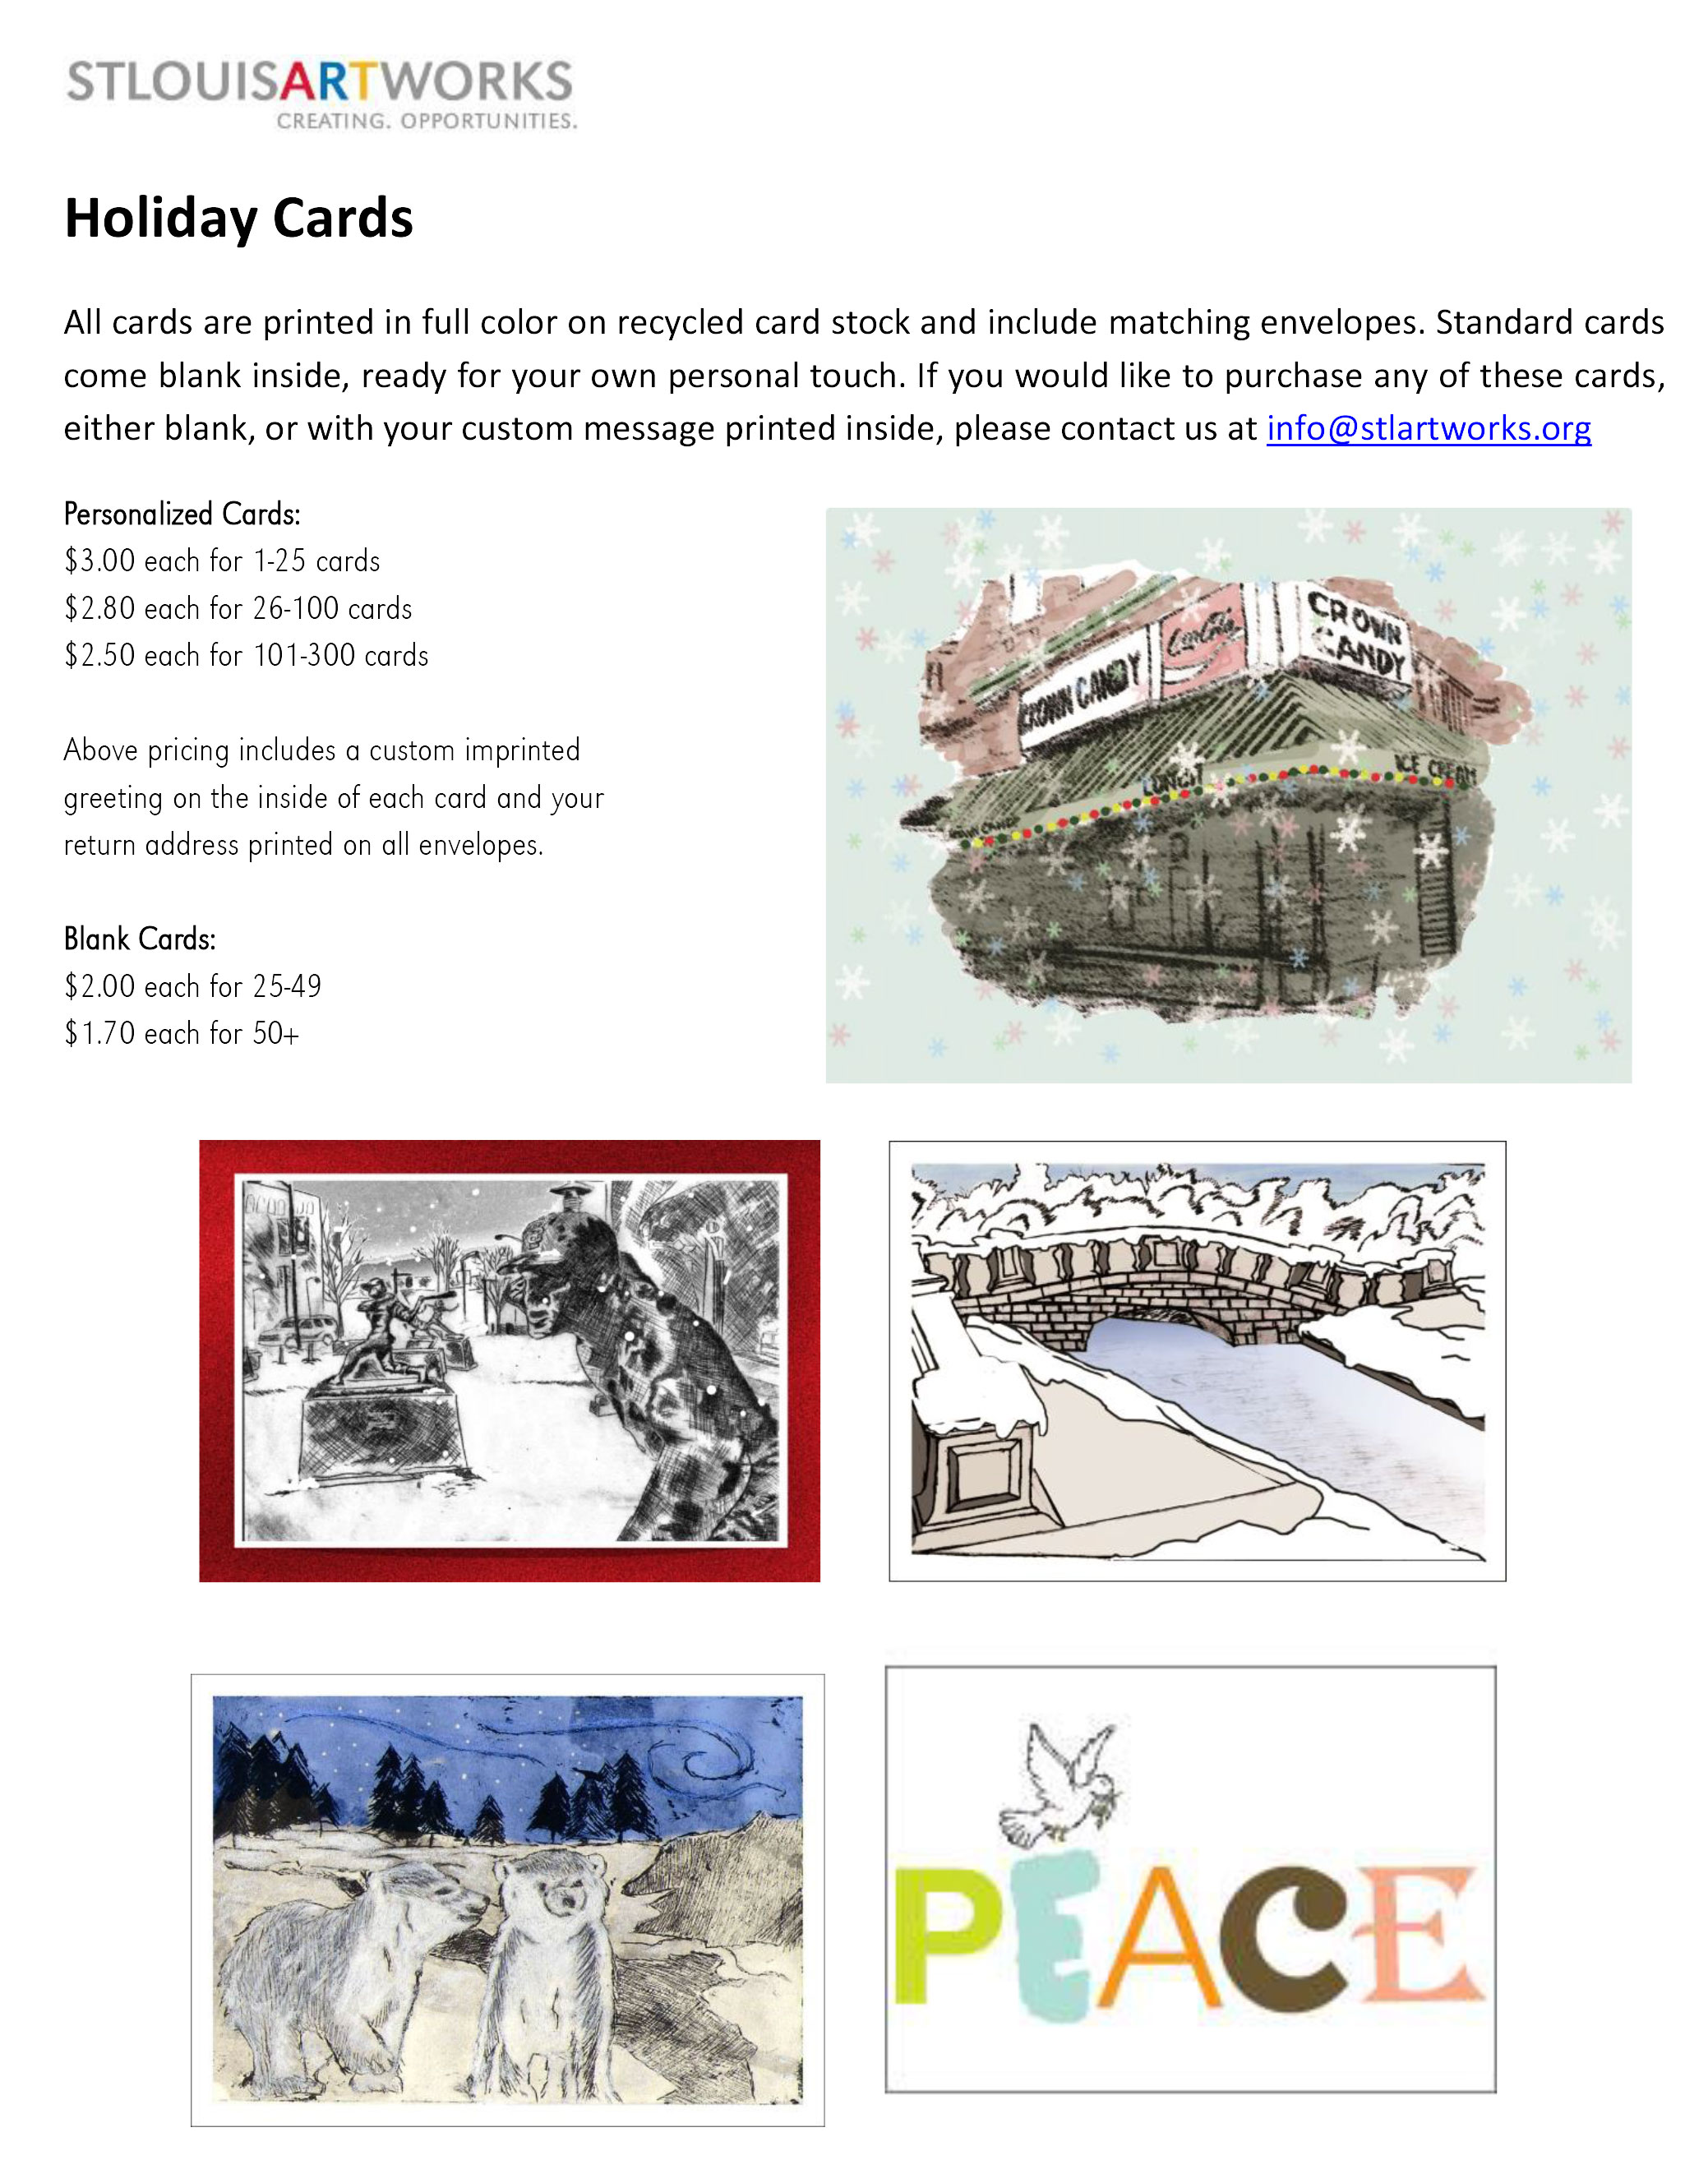 STLOUISARTWORKS
CREATING. OPPORTUNITIES.
Holiday Cards
All cards are printed in full color on recycled card stock and include matching envelopes. Standard cards
come blank inside, ready for your own personal touch. If you would like to purchase any of these cards,
either blank, or with your custom message printed inside, please contact us at info@stlartworks.org
Personalized Cards:
$3.00 each for 1-25 cards
$2.80 each for 26-100 cards
$2.50 each for 101-300 cards
Above pricing includes a custom imprinted
greeting on the inside of each card and your
return address printed on all envelopes.
Blank Cards:
$2.00 each for 25-49
$1.70 each for 50+
CROWN CANDY
Coca-Cola
CROWN
CANDY
ICE CREAM
PEACE